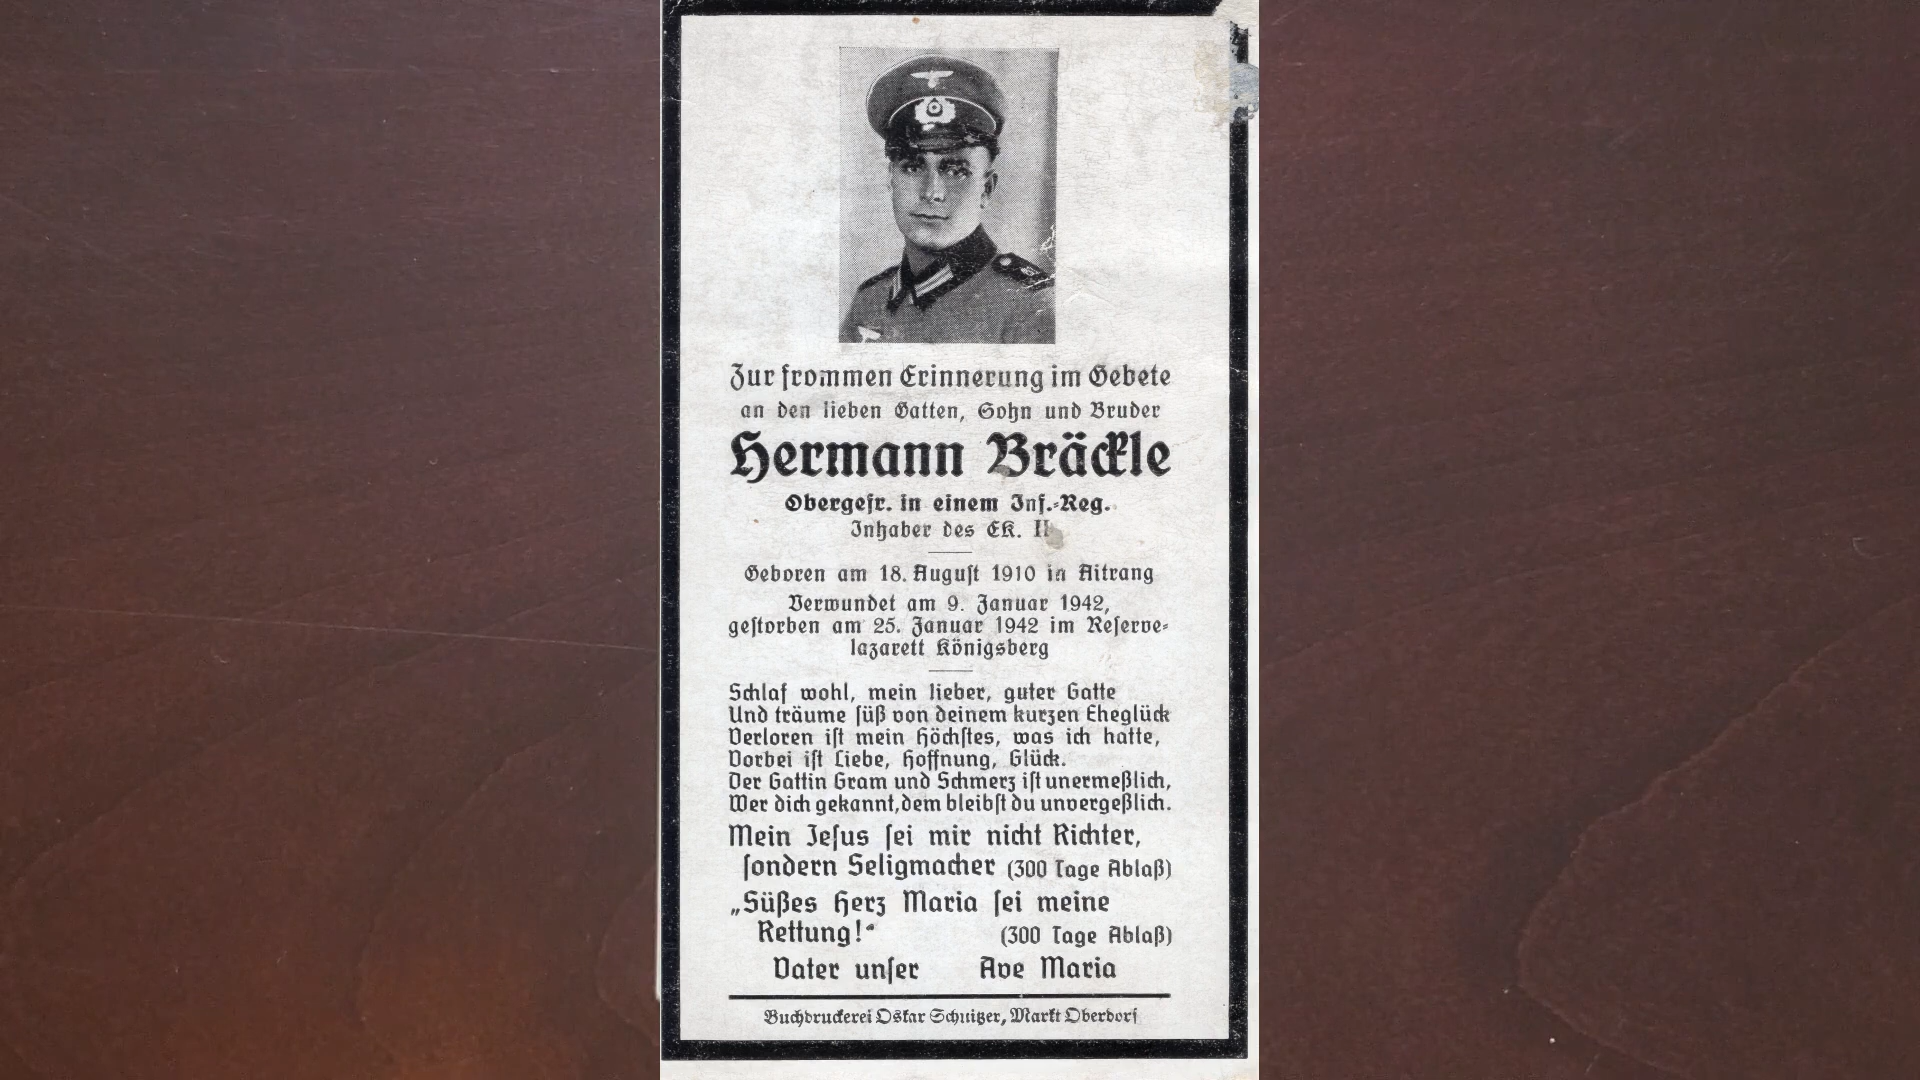 Zur frommen Erinnerung im Gebete
an den lieben Gatten, Sohn und Bruder
Hermann Bräckle
Obergefr. in einem Inf.-Reg.
Inhaber des EK. II
Geboren am 18. August 1910 in Aitrang
Verwundet am 9. Januar 1942,
gestorben am 25. Januar 1942 im Reserve-
lazarett Königsberg
Schlaf wohl, mein lieber, guter Gatte
Und träume süß von deinem kurzen Eheglück
Verloren ist mein Höchstes, was ich hatte,
Vorbei ist Liebe, Hoffnung, Glück.
Der Gattin Gram und Schmerz ist unermeßlich,
Wer dich gekannt, dem bleibst du unvergeßlich.
Mein Jesus sei mir nicht Richter,
sondern Seligmacher (300 Tage Ablaß)
„Süßes Herz Maria sei meine
Rettung!“ (300 Tage Ablaß)
Vater unser Ave Maria
Buchdruckerei Oskar Schnitzer, Markt Oberdorf